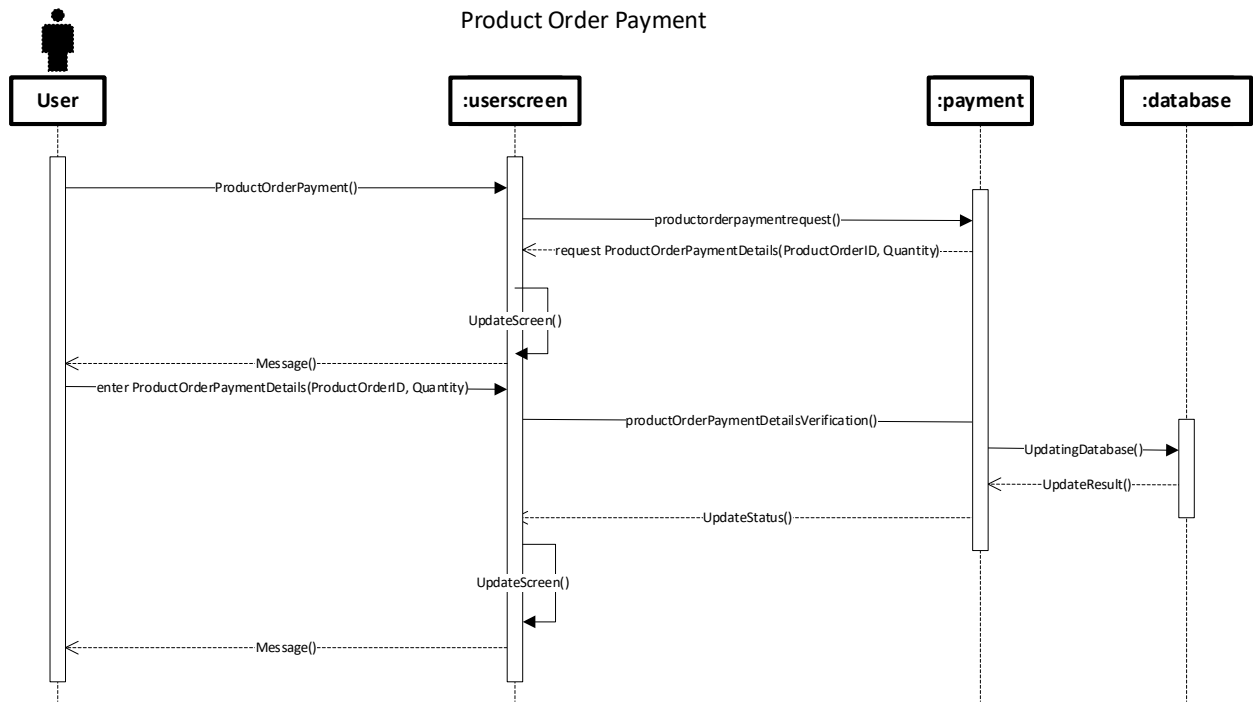 Product Order Payment
User
:userscreen
:payment
:database
ProductOrderPayment()
productorderpaymentrequest()
request ProductOrderPaymentDetails(ProductOrderID, Quantity)
UpdateScreen()
Message()
enter ProductOrderPaymentDetails(ProductOrderID, Quantity)
productOrderPaymentDetailsVerification()
UpdatingDatabase()
UpdateResult()
UpdateStatus()
UpdateScreen()
Message()